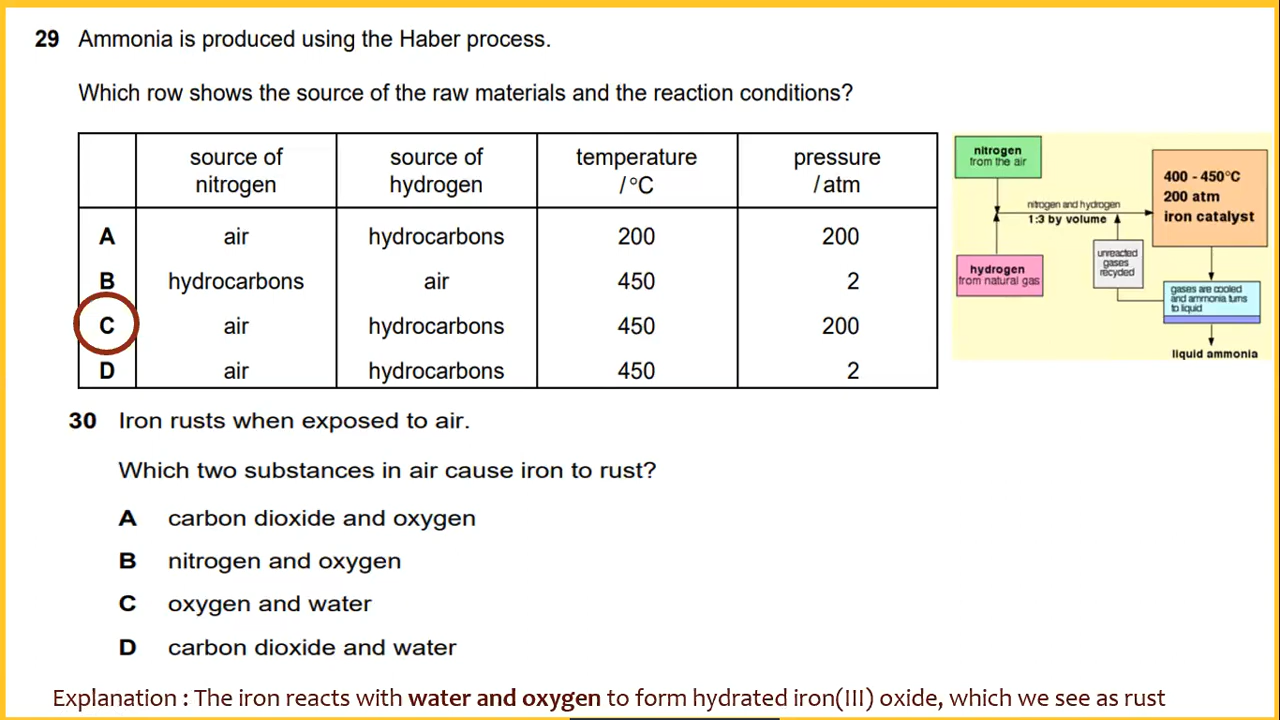 29 Ammonia is produced using the Haber process.
Which row shows the source of the raw materials and the reaction conditions?
source of nitrogen source of hydrogen temperature /°C pressure /atm
A air hydrocarbons 200 200
B hydrocarbons air 450 2
C air hydrocarbons 450 200
D air hydrocarbons 450 2
nitrogen
from the air
nitrogen and hydrogen
1:3 by volume
400 - 450°C
200 atm
iron catalyst
hydrogen
from natural gas
unreacted
gases
recycled
gases are cooled
and ammonia turns
to liquid
liquid ammonia
30 Iron rusts when exposed to air.
Which two substances in air cause iron to rust?
A carbon dioxide and oxygen
B nitrogen and oxygen
C oxygen and water
D carbon dioxide and water
Explanation : The iron reacts with water and oxygen to form hydrated iron(III) oxide, which we see as rust